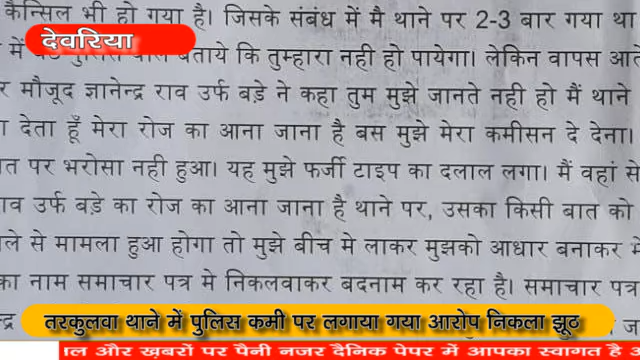 कैन्सिल भी हो गया है। जिसके संबंध में मै थाने पर 2-3 बार गया था
देवरिया
में बताये कि तुम्हारा नही हो पायेगा। लेकिन वापस आत
र मौजूद ज्ञानेन्द्र राव उर्फ बड़े ने कहा तुम मुझे जानते नही हो मैं थाने
ा देता हूँ मेरा रोज का आना जाना है बस मुझे मेरा कमीसन दे देना।
त पर भरोसा नही हुआ। यह मुझे फर्जी टाइप का दलाल लगा। मैं वहां से
राव उर्फ बड़े का रोज का आना जाना है थाने पर, उसका किसी बात को
ले से मामला हुआ होगा तो मुझे बीच मे लाकर मुझको आधार बनाकर मे
का नाम समाचार पत्र मे निकलवाकर बदनाम कर रहा है। समाचार पत्र
न्द्र
तरकुलवा थाने में पुलिस कर्मी पर लगाया गया आरोप निकला झूठ
ाल और खबरों पर पैनी नजर दैनिक पेपर में आपका स्वागत है अ